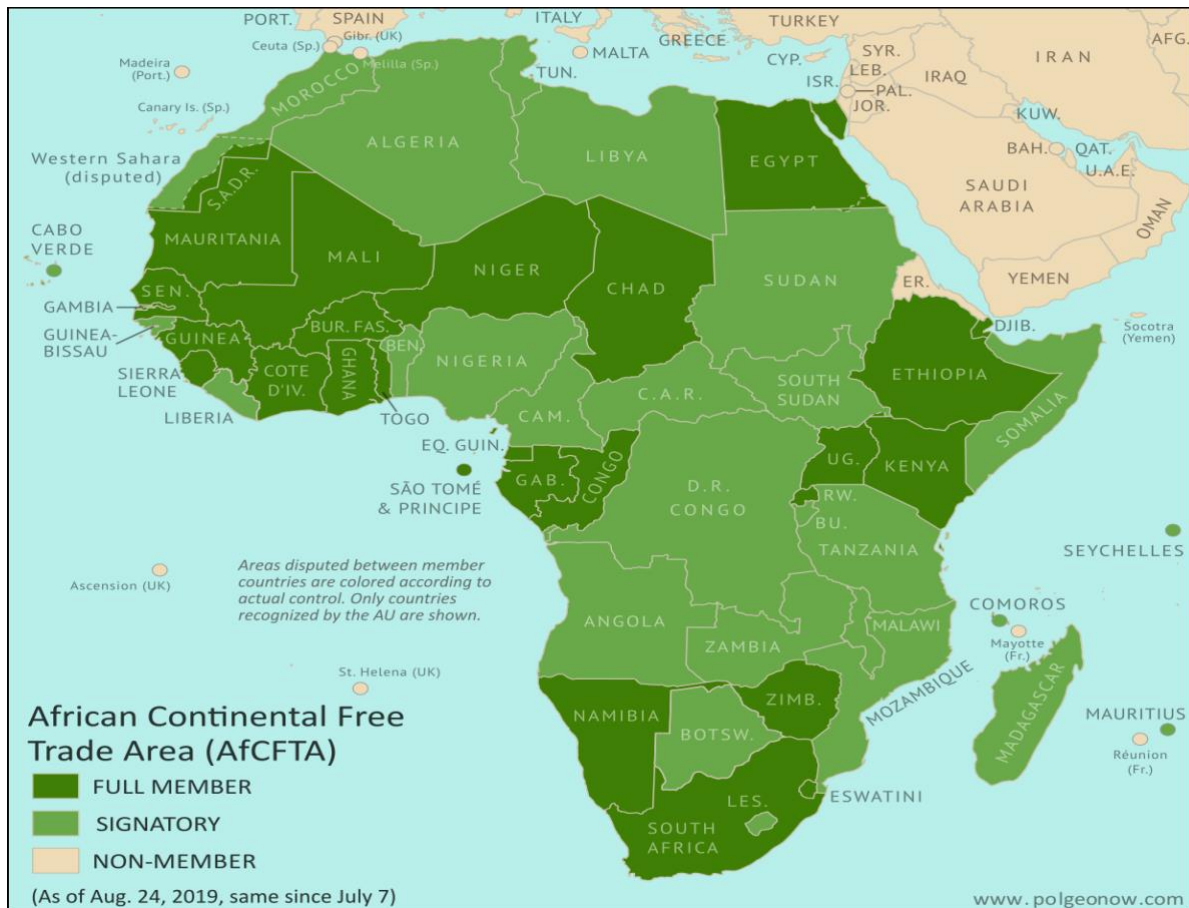 PORT.
SPAIN
ITALY
TURKEY
Gibr. (UK)
Ceuta (Sp.)
Melilla (Sp.)
MALTA
GREECE
CYP.
SYR.
LEB.
ISR.
PAL.
JOR.
IRAQ
IRAN
AFG.
Madeira
(Port.)
Canary Is. (Sp.)
MOROCCO
TUN.
ALGERIA
LIBYA
EGYPT
KUW.
BAH.
QAT.
U.A.E.
SAUDI
ARABIA
OMAN
YEMEN
Socotra
(Yemen)
Western Sahara
(disputed)
S.A.D.R.
CABO
VERDE
MAURITANIA
MALI
NIGER
CHAD
SUDAN
ER.
DJIB.
SEN.
GAMBIA
GUINEA-
BISSAU
GUINEA
BUR. FAS.
BEN.
NIGERIA
SIERRA
LEONE
COTE
D'IV.
GHANA
LIBERIA
TOGO
CAM.
C.A.R.
SOUTH
SUDAN
ETHIOPIA
SOMALIA
EQ. GUIN.
SÃO TOMÉ
& PRINCIPE
GAB.
CONGO
D.R.
CONGO
UG.
KENYA
RW.
BU.
TANZANIA
SEYCHELLES
Ascension (UK)
Areas disputed between member
countries are colored according to
actual control. Only countries
recognized by the AU are shown.
ANGOLA
ZAMBIA
MALAWI
COMOROS
Mayotte
(Fr.)
MOZAMBIQUE
MADAGASCAR
MAURITIUS
Réunion
(Fr.)
St. Helena (UK)
NAMIBIA
ZIMB.
BOTSW.
LES.
ESWATINI
SOUTH
AFRICA
African Continental Free
Trade Area (AfCFTA)
FULL MEMBER
SIGNATORY
NON-MEMBER
(As of Aug. 24, 2019, same since July 7)
www.polgeonow.com